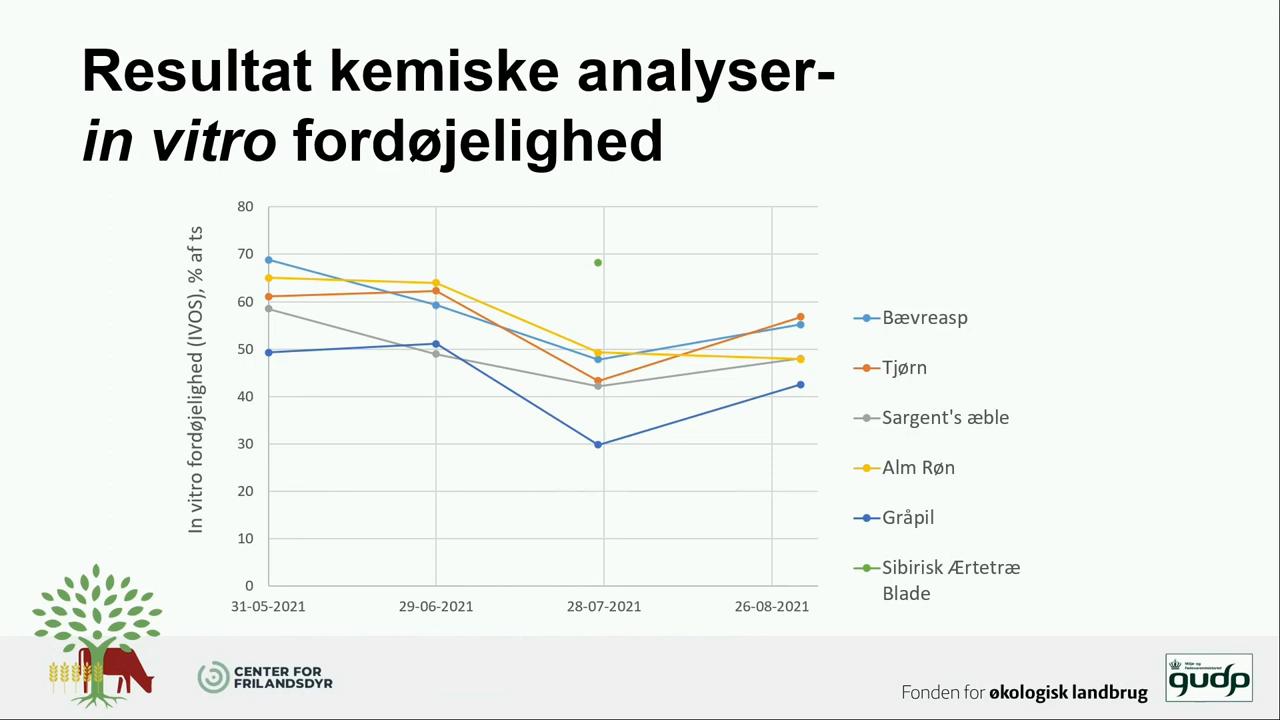 Resultat kemiske analyser-
in vitro fordøjelighed
In vitro fordøjelighed (IVOS), % af ts
80
70
60
50
40
30
20
10
0
31-05-2021
29-06-2021
28-07-2021
26-08-2021
Bævreasp
Tjørn
Sargent's æble
Alm Røn
Gråpil
Sibirisk Ærtetræ
Blade
CENTER FOR
FRILANDSDYR
Fonden for økologisk landbrug
gudp